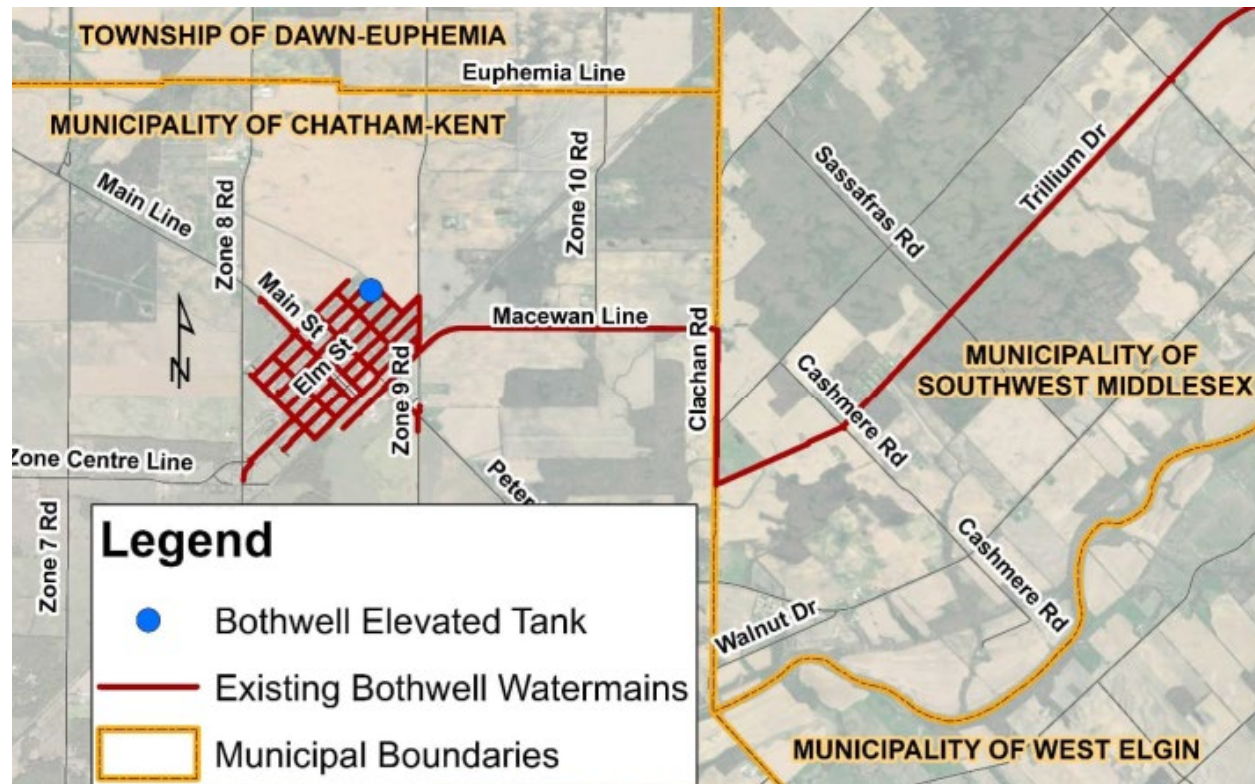 TOWNSHIP OF DAWN-EUPHEMIA
Euphemia Line
MUNICIPALITY OF CHATHAM-KENT
Main Line
Zone 8 Rd
Zone 10 Rd
Sassafras Rd
Trillium Dr
Main St
Elm St
Zone 9 Rd
Macewan Line
Clachan Rd
N
MUNICIPALITY OF
SOUTHWEST MIDDLESEX
Cashmere Rd
Zone Centre Line
Zone 7 Rd
Peter
Cashmere Rd
Walnut Dr
MUNICIPALITY OF WEST ELGIN
Legend
Bothwell Elevated Tank
Existing Bothwell Watermains
Municipal Boundaries